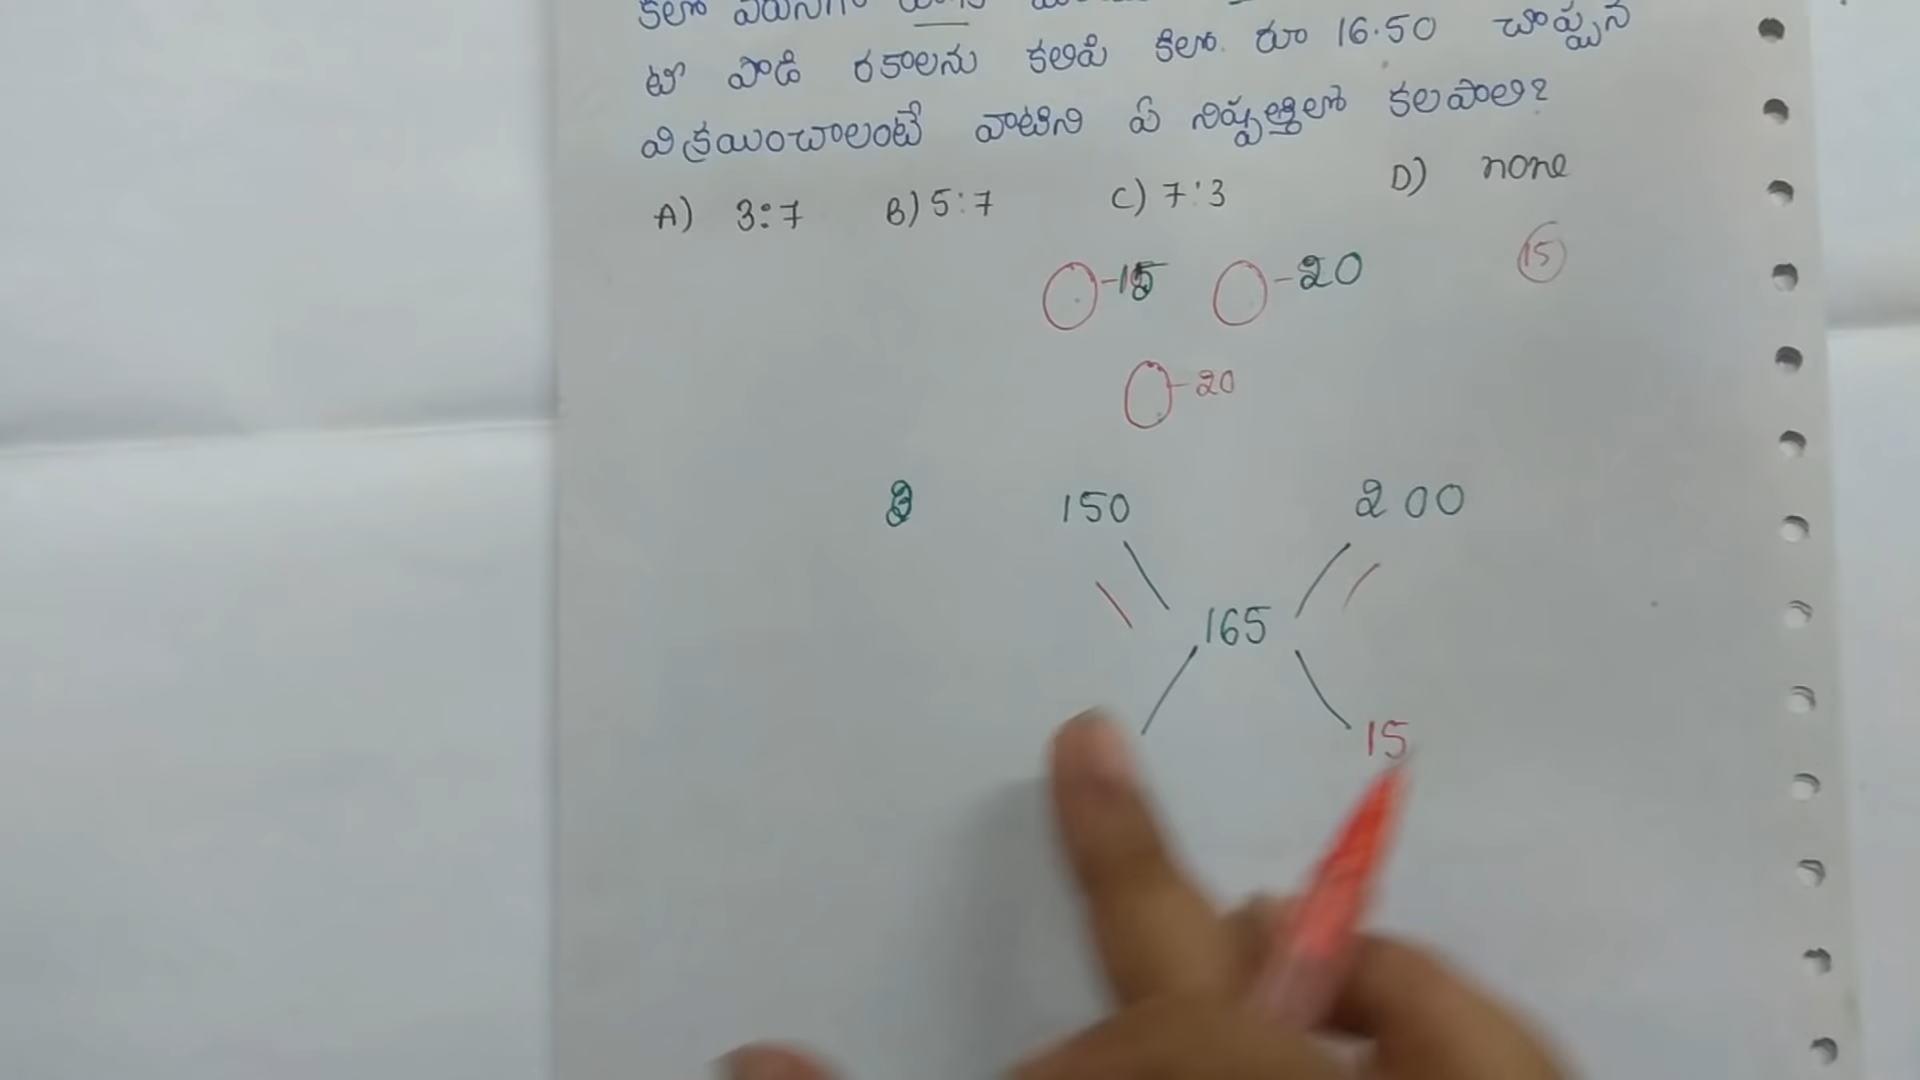 కిలో
టీ పొడి రకాలను కలిపి కిలో రూ 16.50 చొప్పున
విక్రయించాలంటే వాటిని ఏ నిష్పత్తిలో కలపాలి?
A) 3:7 B) 5:7 C) 7:3 D) none
15 20 15
20
150 200
165
15